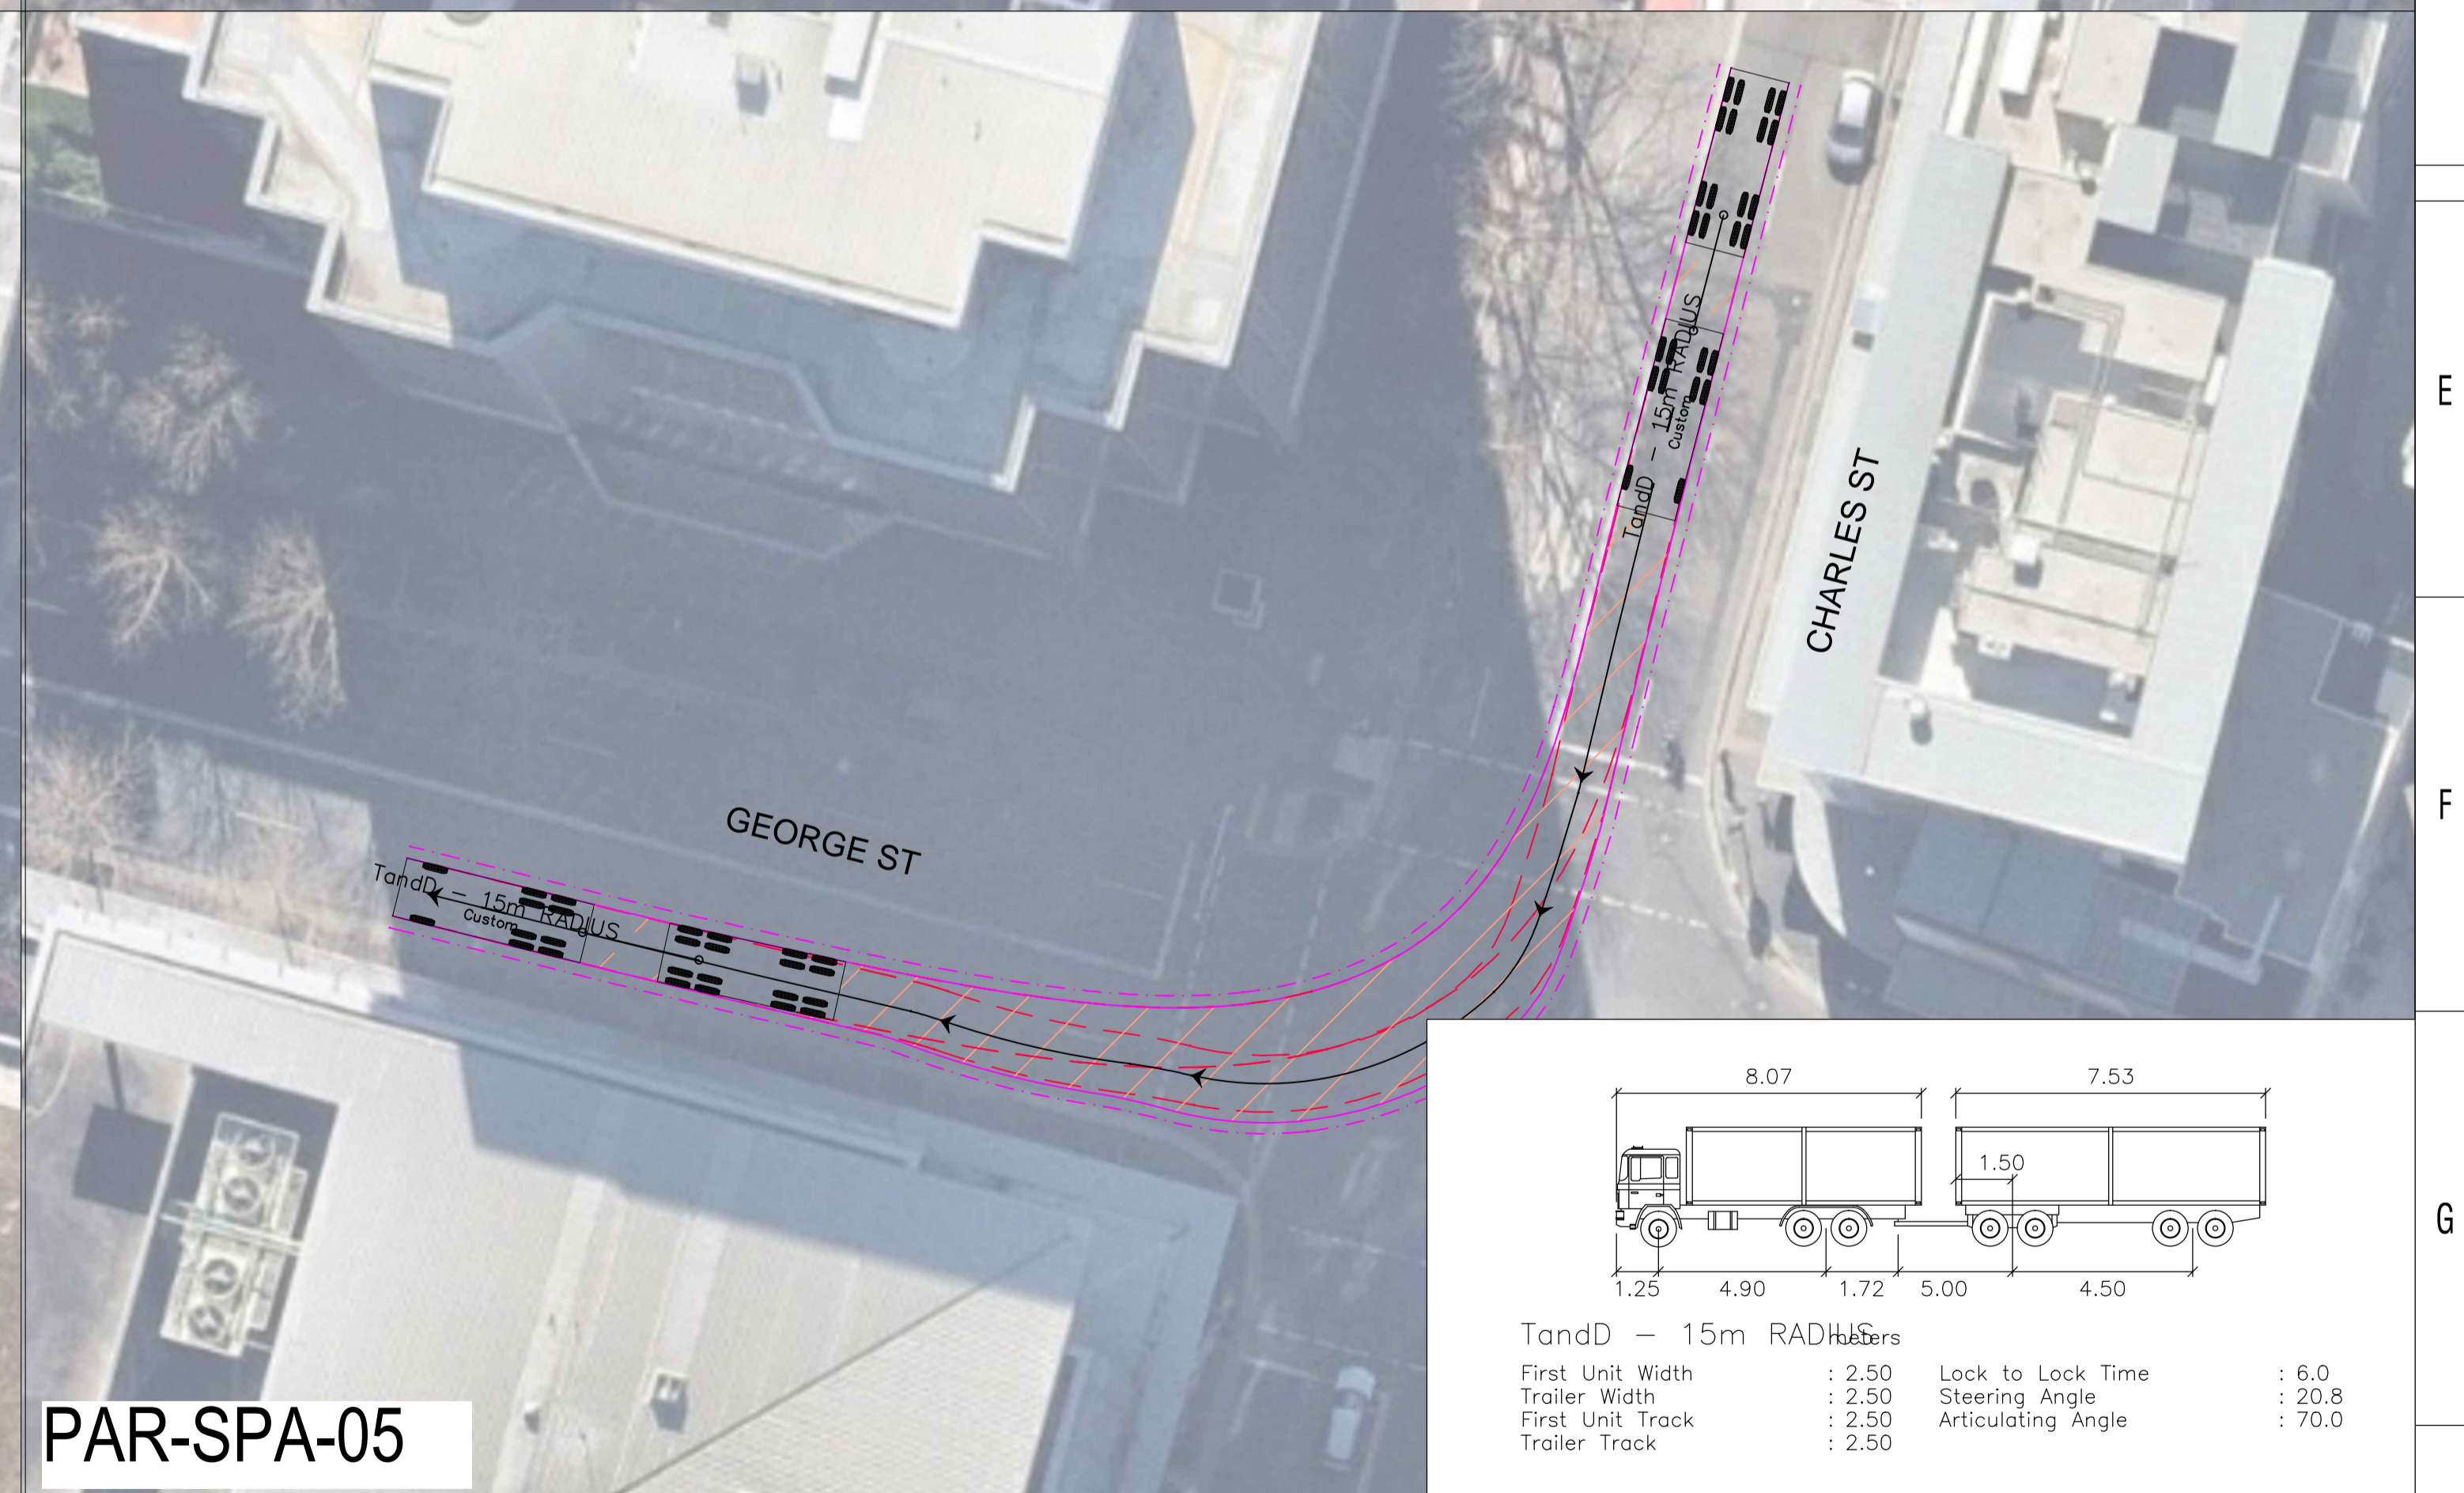 E
TandD - 15m RADIUS
Custom
CHARLES ST
F
GEORGE ST
TandD - 15m RADIUS
Custom
8.07 7.53
1.50
G
1.25 4.90 1.72 5.00 4.50
TandD - 15m RADIUS
meters
First Unit Width : 2.50 Lock to Lock Time : 6.0
Trailer Width : 2.50 Steering Angle : 20.8
First Unit Track : 2.50 Articulating Angle : 70.0
Trailer Track : 2.50
PAR-SPA-05